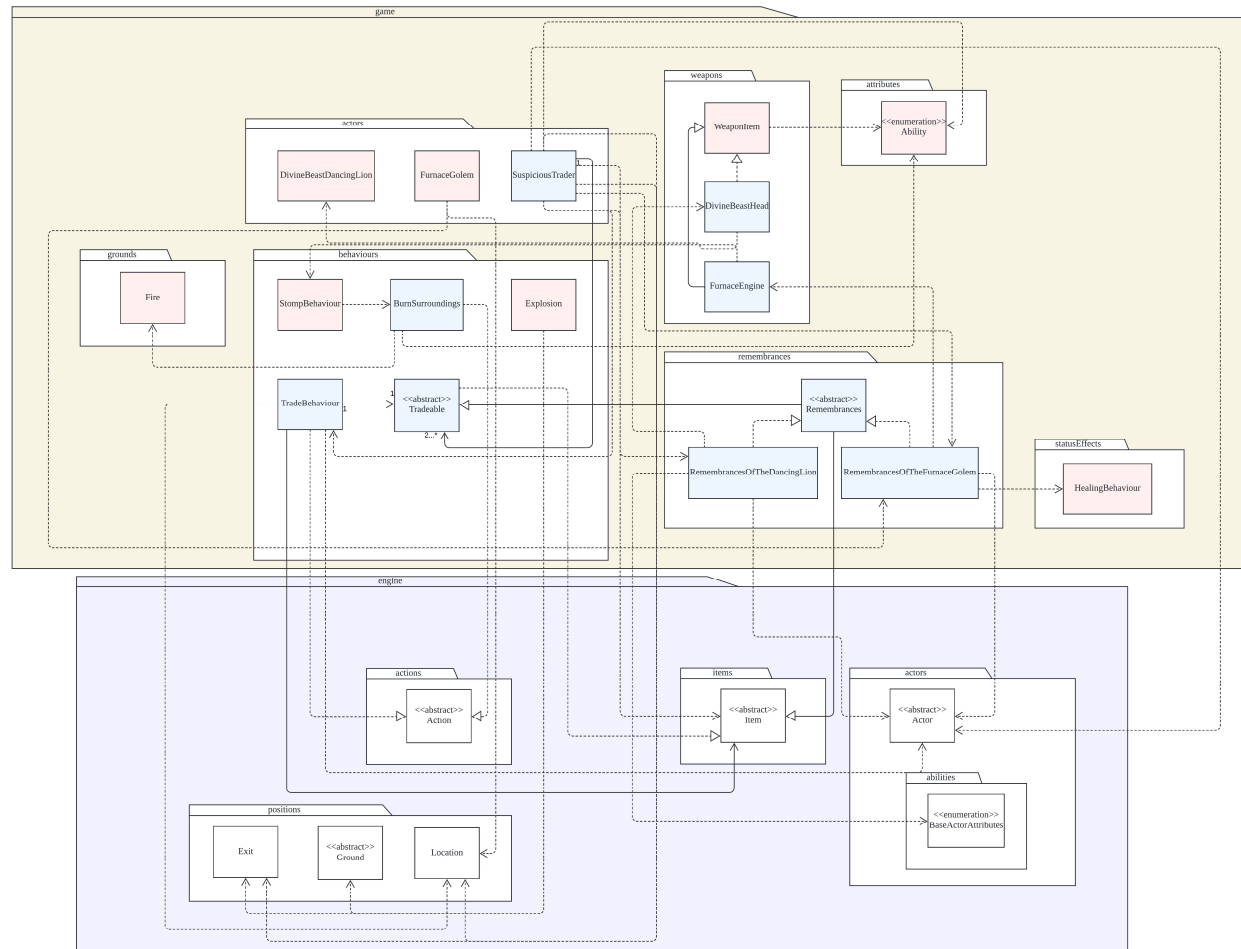 game
weapons
attributes
WeaponItem
<<enumeration>>
Ability
actors
DivineBeastDancingLion
FurnaceGolem
SuspiciousTrader
1
DivineBeastHead
grounds
behaviours
Fire
StompBehaviour
BurnSurroundings
Explosion
FurnaceEngine
remembrances
TradeBehaviour
1
1
<<abstract>>
Tradeable
2...*
<<abstract>>
Remembrances
RemembrancesOfTheDancingLion
RemembrancesOfTheFurnaceGolem
statusEffects
HealingBehaviour
engine
actions
<<abstract>>
Action
items
<<abstract>>
Item
actors
<<abstract>>
Actor
abilities
<<enumeration>>
BaseActorAttributes
positions
Exit
<<abstract>>
Ground
Location